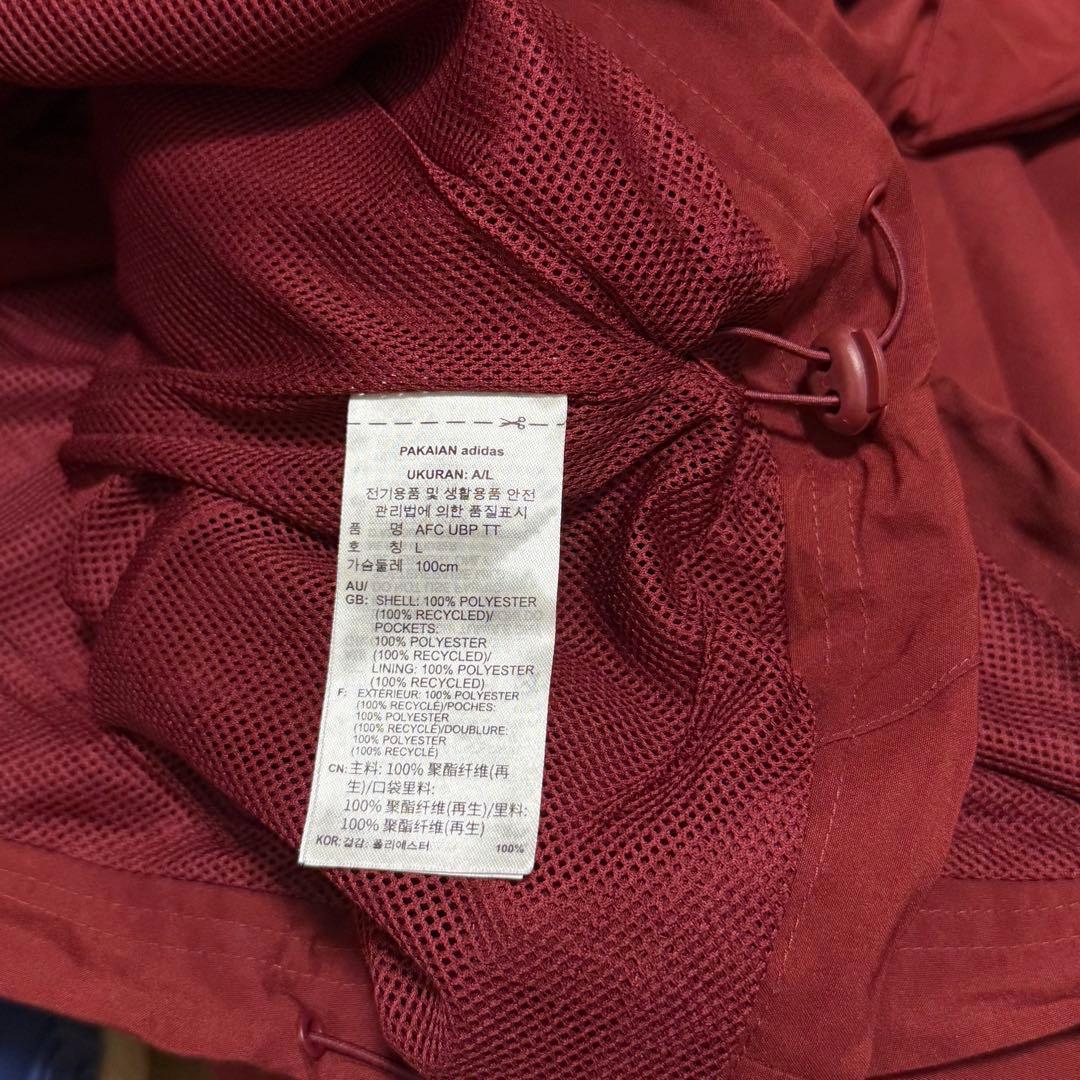 PAKAIAN adidas
UKURAN: A/L
전기용품 및 생활용품 안전
관리법에 의한 품질표시
품 명 AFC UBP TT
호 칭 L
가슴둘레 100cm
AU/
GB: SHELL: 100% POLYESTER
(100% RECYCLED)/
POCKETS:
100% POLYESTER
(100% RECYCLED)/
LINING: 100% POLYESTER
(100% RECYCLED)
F: EXTÉRIEUR: 100% POLYESTER
(100% RECYCLÉ)/POCHES:
100% POLYESTER
(100% RECYCLÉ)/DOUBLURE:
100% POLYESTER
(100% RECYCLÉ)
CN: 主料: 100% 聚酯纤维(再
生)/口袋里料:
100% 聚酯纤维(再生)/里料:
100% 聚酯纤维(再生)
KOR: 겉감: 폴리에스터 100%